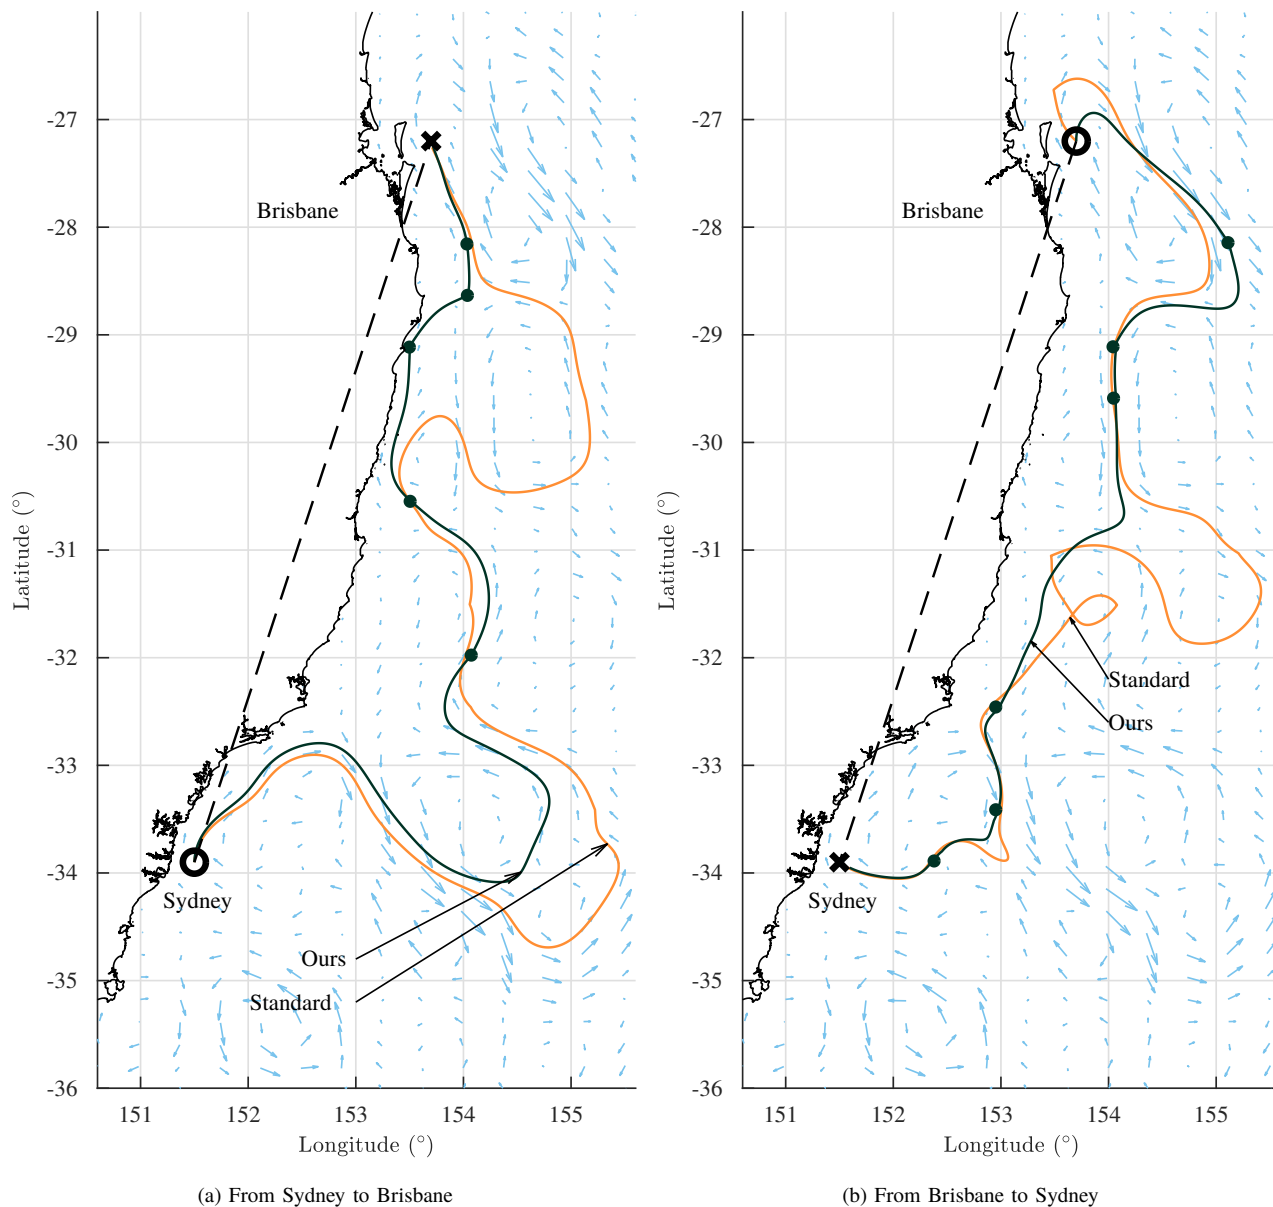 -27
-28
-29
-30
-31
-32
-33
-34
-35
-36
Latitude (°)
151 152 153 154 155
Longitude (°)
Brisbane
Sydney
Ours
Standard
(a) From Sydney to Brisbane
-27
-28
-29
-30
-31
-32
-33
-34
-35
-36
Latitude (°)
151 152 153 154 155
Longitude (°)
Brisbane
Standard
Ours
Sydney
(b) From Brisbane to Sydney